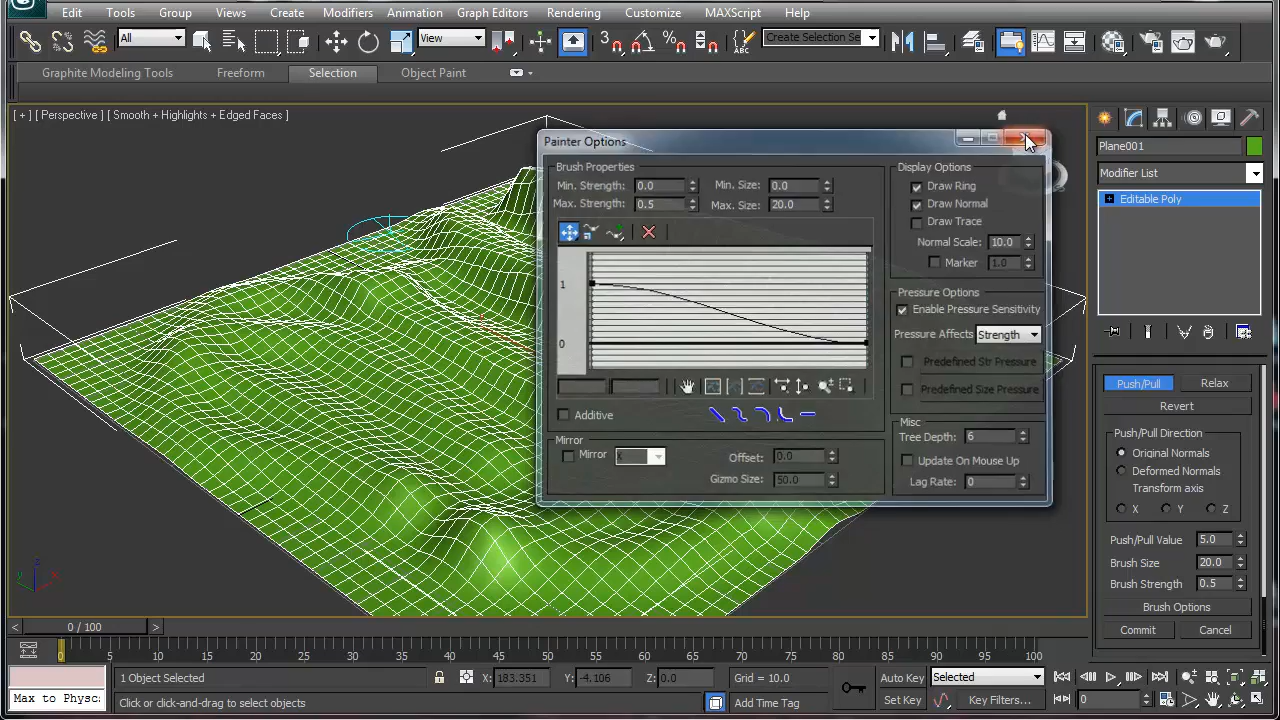 Edit Tools Group Views Create Modifiers Animation Graph Editors Rendering Customize MAXScript Help
All View 3 Create Selection Se
Graphite Modeling Tools Freeform Selection Object Paint
[ + ] [ Perspective ] [ Smooth + Highlights + Edged Faces ]
Painter Options
Brush Properties
Min. Strength: 0.0 Min. Size: 0.0
Max. Strength: 0.5 Max. Size: 20.0
1
0
Additive
Mirror
Mirror X Offset: 0.0
Gizmo Size: 50.0
Display Options
Draw Ring
Draw Normal
Draw Trace
Normal Scale: 10.0
Marker 1.0
Pressure Options
Enable Pressure Sensitivity
Pressure Affects Strength
Predefined Str Pressure
Predefined Size Pressure
Misc
Tree Depth: 6
Update On Mouse Up
Lag Rate: 0
Plane001
Modifier List
Editable Poly
Push/Pull Relax
Revert
Push/Pull Direction
Original Normals
Deformed Normals
Transform axis
X Y Z
Push/Pull Value 5.0
Brush Size 20.0
Brush Strength 0.5
Brush Options
Commit Cancel
z x
< 0 / 100 >
0 5 10 15 20 25 30 35 40 45 50 55 60 65 70 75 80 85 90 95 100
1 Object Selected X: 183.351 Y: -4.106 Z: 0.0 Grid = 10.0 Auto Key Selected
Max to Physc Click or click-and-drag to select objects Add Time Tag Set Key Key Filters... 0